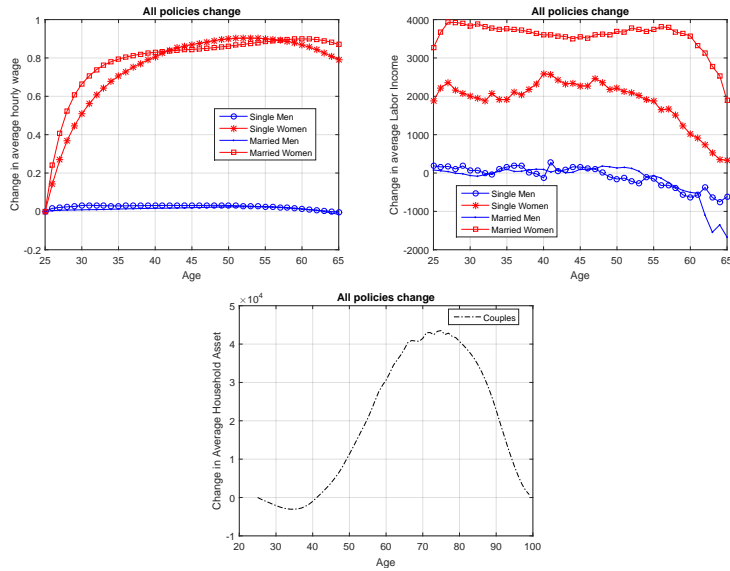 All policies change
Change in average hourly wage
1
0.8
0.6
0.4
0.2
0
-0.2
Single Men
Single Women
Married Men
Married Women
25 30 35 40 45 50 55 60 65
Age
All policies change
Change in average Labor Income
4000
3000
2000
1000
0
-1000
-2000
Single Men
Single Women
Married Men
Married Women
25 30 35 40 45 50 55 60 65
Age
All policies change
×10^4
Change in Average Household Asset
5
4
3
2
1
0
-1
Couples
20 30 40 50 60 70 80 90 100
Age